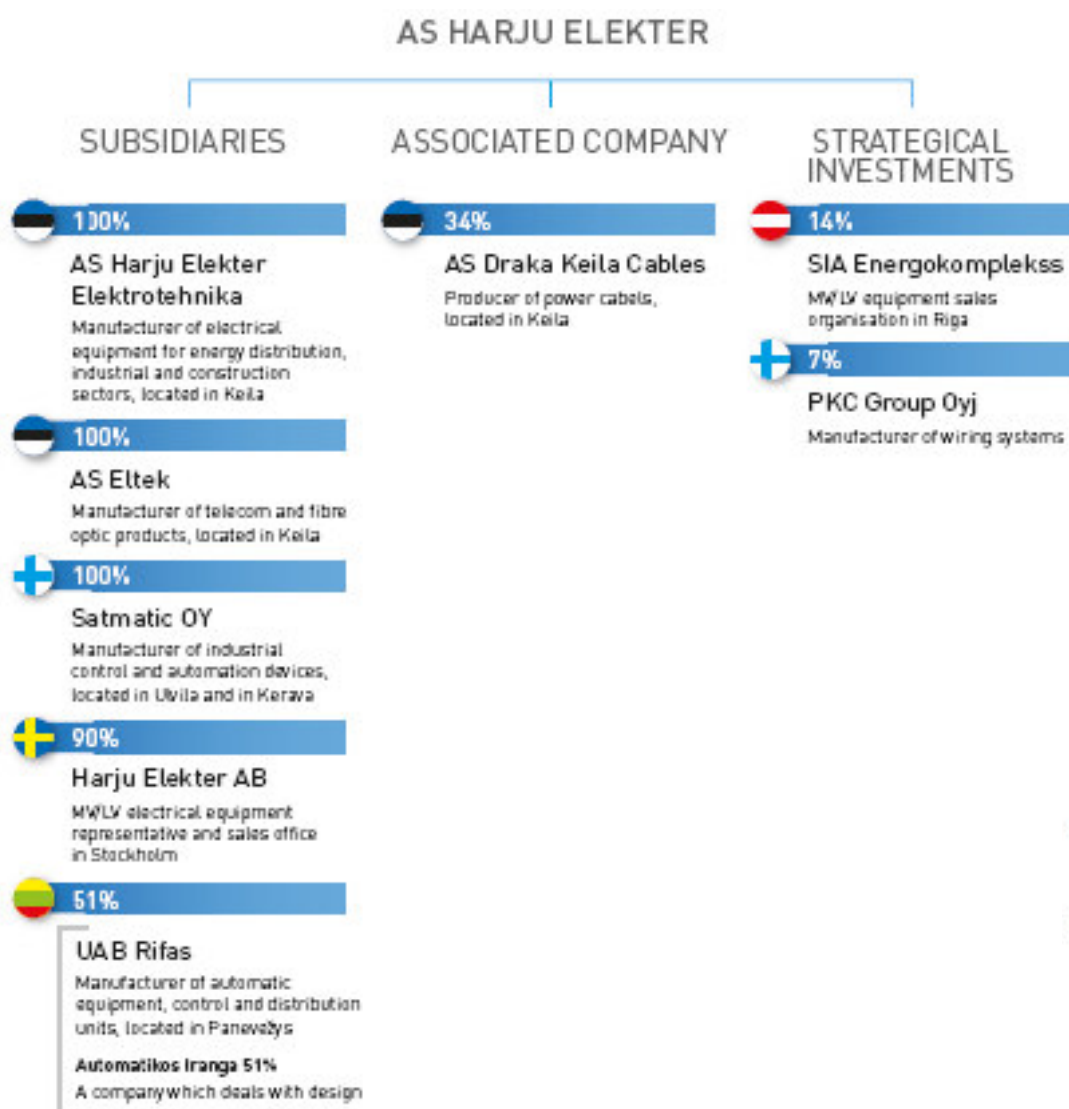 AS HARJU ELEKTER
SUBSIDIARIES
100%
AS Harju Elekter
Elektrotehnika
Manufacturer of electrical
equipment for energy distribution,
industrial and construction
sectors, located in Keila
100%
AS Eltek
Manufacturer of telecom and fibre
optic products, located in Keila
100%
Satmatic OY
Manufacturer of industrial
control and automation devices,
located in Ulvila and in Kerava
90%
Harju Elekter AB
MV/LV electrical equipment
representative and sales office
in Stockholm
51%
UAB Rifas
Manufacturer of automatic
equipment, control and distribution
units, located in Panevežys
Automatikos Iranga 51%
A company which deals with design
ASSOCIATED COMPANY
34%
AS Draka Keila Cables
Producer of power cabels,
located in Keila
STRATEGICAL
INVESTMENTS
14%
SIA Energokomplekss
MV/LV equipment sales
organisation in Riga
7%
PKC Group Oyj
Manufacturer of wiring systems